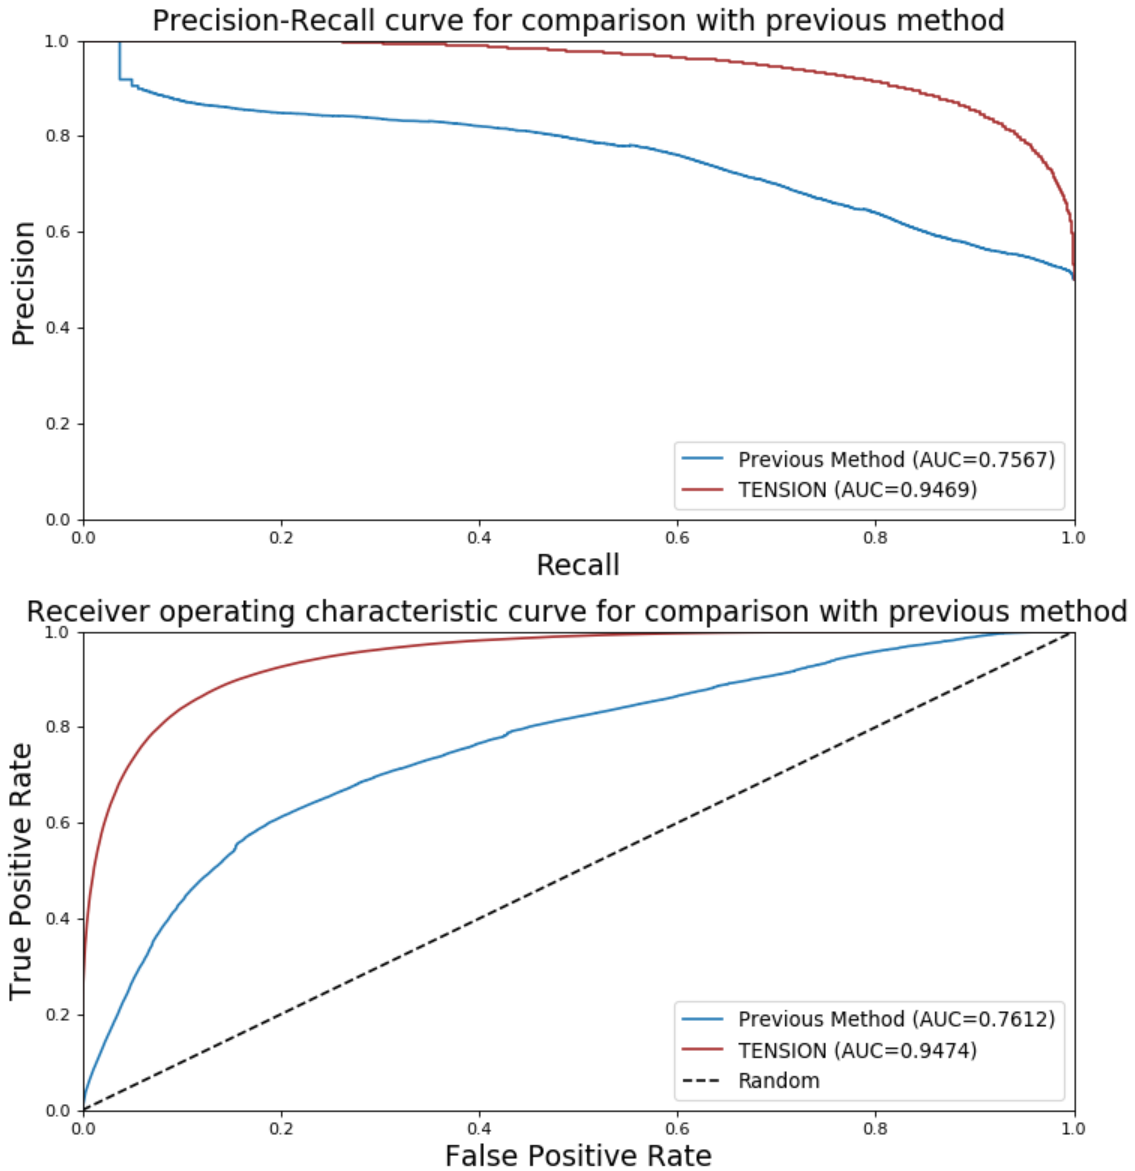 Precision-Recall curve for comparison with previous method
1.0
0.8
0.6
0.4
0.2
0.0
Precision
Previous Method (AUC=0.7567)
TENSION (AUC=0.9469)
0.0 0.2 0.4 0.6 0.8 1.0
Recall
Receiver operating characteristic curve for comparison with previous method
1.0
0.8
0.6
0.4
0.2
0.0
True Positive Rate
Previous Method (AUC=0.7612)
TENSION (AUC=0.9474)
Random
0.0 0.2 0.4 0.6 0.8 1.0
False Positive Rate